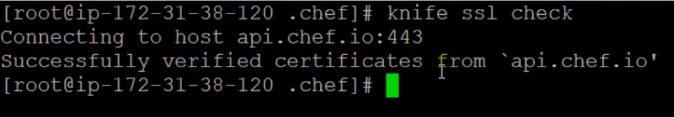 [root@ip-172-31-38-120 .chef]# knife ssl check
Connecting to host api.chef.io:443
Successfully verified certificates from `api.chef.io'
[root@ip-172-31-38-120 .chef]#